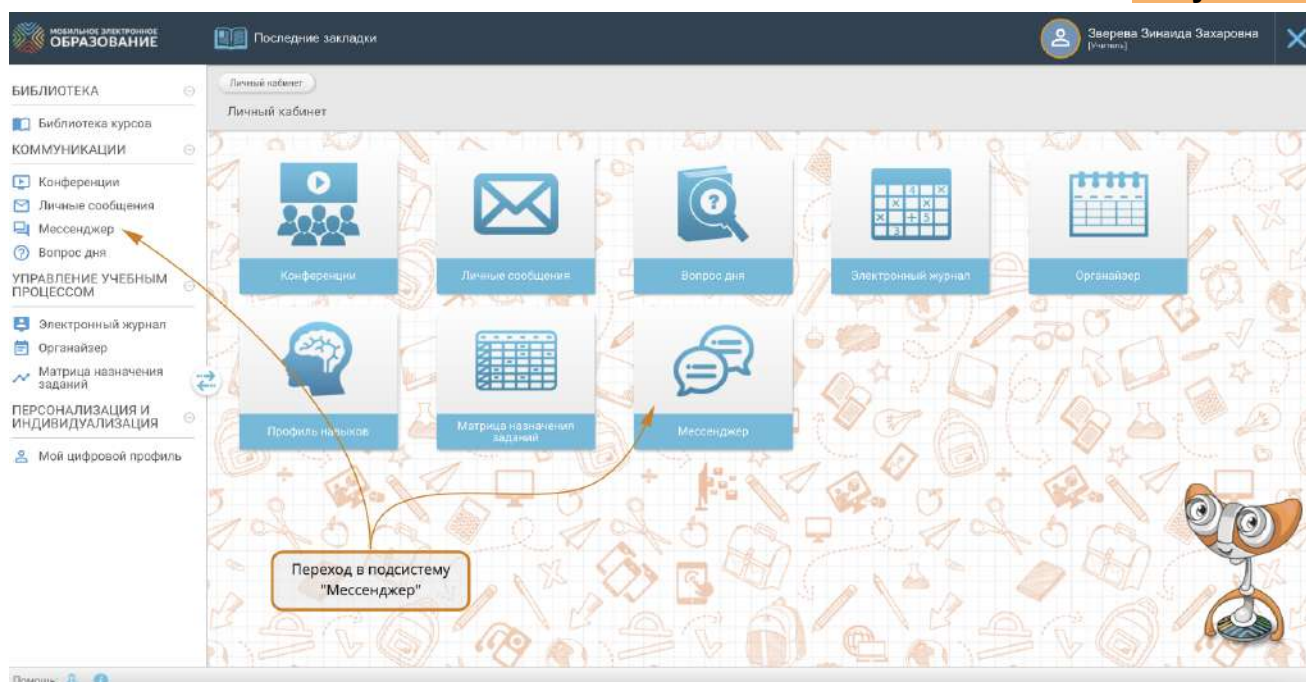 МОБИЛЬНОЕ ЭЛЕКТРОННОЕ
ОБРАЗОВАНИЕ
Последние закладки
Зверева Зинаида Захаровна
[Учитель]
БИБЛИОТЕКА
Библиотека курсов
КОММУНИКАЦИИ
Конференции
Личные сообщения
Мессенджер
Вопрос дня
УПРАВЛЕНИЕ УЧЕБНЫМ
ПРОЦЕССОМ
Электронный журнал
Органайзер
Матрица назначения
заданий
ПЕРСОНАЛИЗАЦИЯ И
ИНДИВИДУАЛИЗАЦИЯ
Мой цифровой профиль
Личный кабинет
Личный кабинет
Конференции
Личные сообщения
Вопрос дня
Электронный журнал
Органайзер
Профиль навыков
Матрица назначения
заданий
Мессенджер
Переход в подсистему
"Мессенджер"
Помощь: